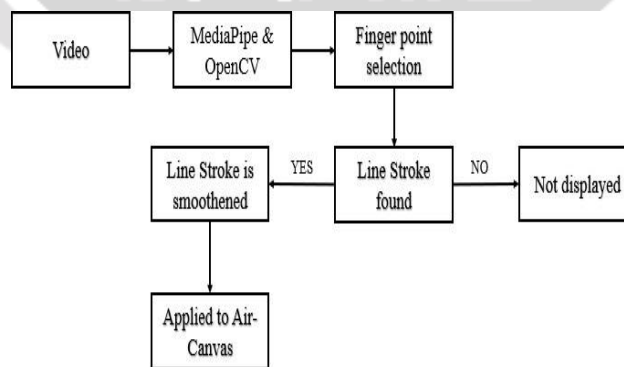 Video
MediaPipe &
OpenCV
Finger point
selection
Line Stroke is
smoothened
YES
Line Stroke
found
NO
Not displayed
Applied to Air-
Canvas